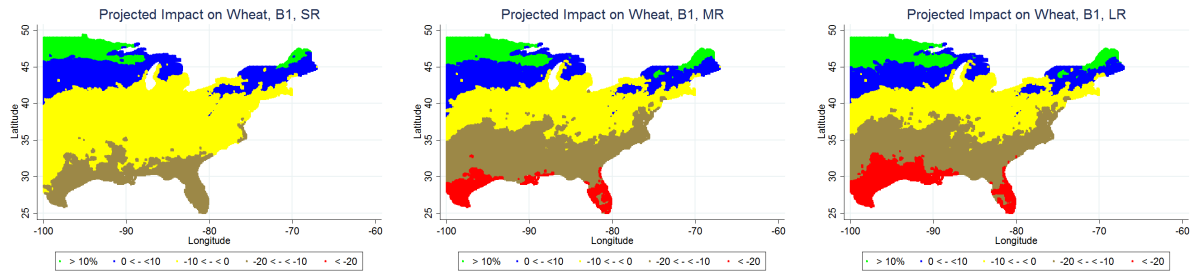 Projected Impact on Wheat, B1, SR
50
45
40
35
30
25
Latitude
-100
-90
-80
-70
-60
Longitude
> 10%
0 < - <10
-10 < - < 0
-20 < - < -10
< -20
Projected Impact on Wheat, B1, MR
50
45
40
35
30
25
Latitude
-100
-90
-80
-70
-60
Longitude
> 10%
0 < - <10
-10 < - < 0
-20 < - < -10
< -20
Projected Impact on Wheat, B1, LR
50
45
40
35
30
25
Latitude
-100
-90
-80
-70
-60
Longitude
> 10%
0 < - <10
-10 < - < 0
-20 < - < -10
< -20